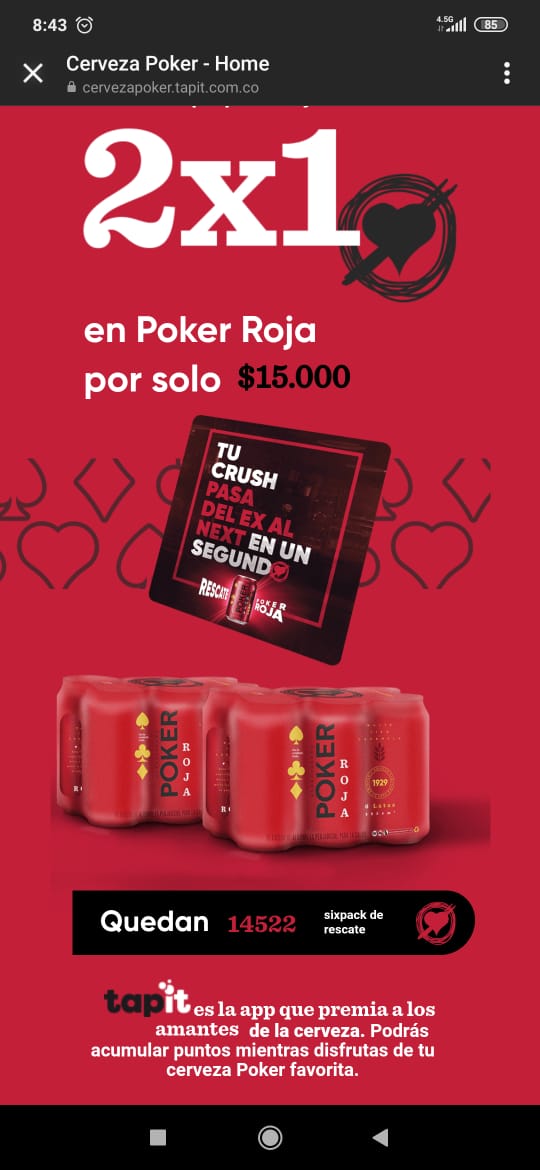 8:43
4.5G
85
Cerveza Poker - Home
cervezapoker.tapit.com.co
2x1
en Poker Roja
por solo $15.000
TU
CRUSH
PASA
DEL EX AL
NEXT EN UN
SEGUNDO
RESCATE
POKER
ROJA
POKER
ROJA
POKER
ROJA
1929
6 Latas
Quedan 14522 sixpack de
rescate
tapit es la app que premia a los
amantes de la cerveza. Podrás
acumular puntos mientras disfrutas de tu
cerveza Poker favorita.